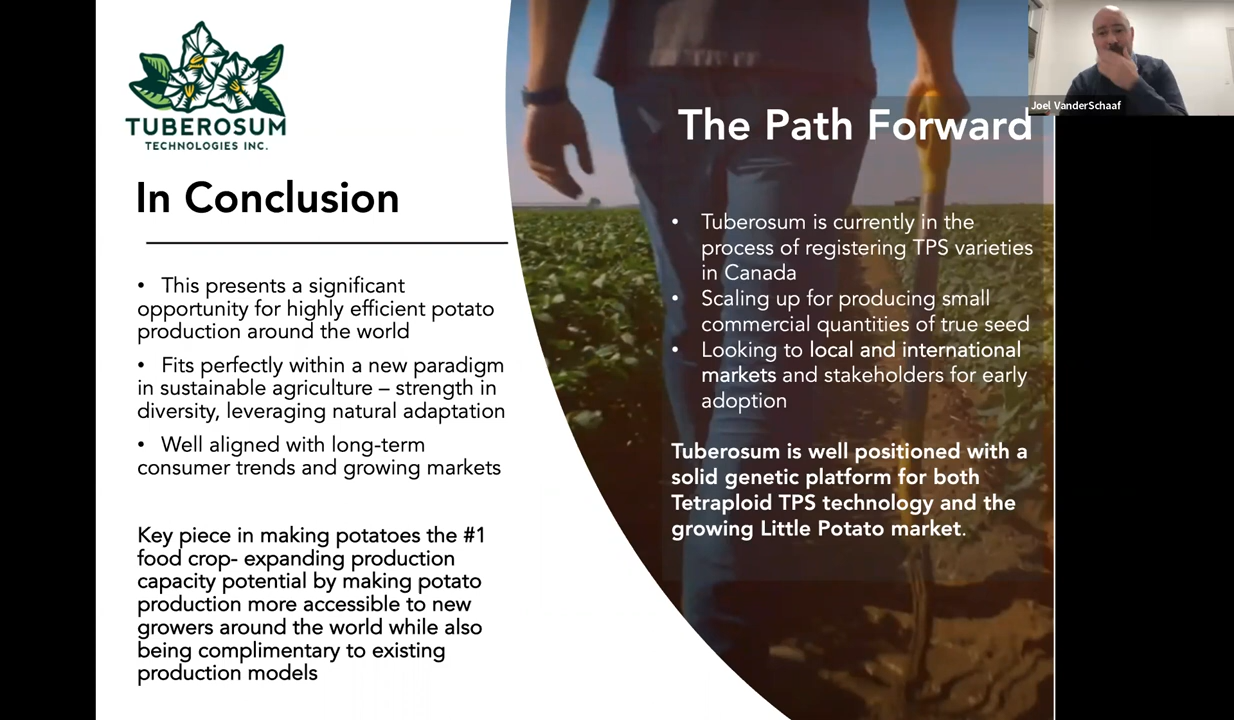 TUBEROSUM
TECHNOLOGIES INC.
In Conclusion
• This presents a significant
opportunity for highly efficient potato
production around the world
• Fits perfectly within a new paradigm
in sustainable agriculture – strength in
diversity, leveraging natural adaptation
• Well aligned with long-term
consumer trends and growing markets
Key piece in making potatoes the #1
food crop- expanding production
capacity potential by making potato
production more accessible to new
growers around the world while also
being complimentary to existing
production models
The Path Forward
• Tuberosum is currently in the
process of registering TPS varieties
in Canada
• Scaling up for producing small
commercial quantities of true seed
• Looking to local and international
markets and stakeholders for early
adoption
Tuberosum is well positioned with a
solid genetic platform for both
Tetraploid TPS technology and the
growing Little Potato market.
Joel VanderSchaaf